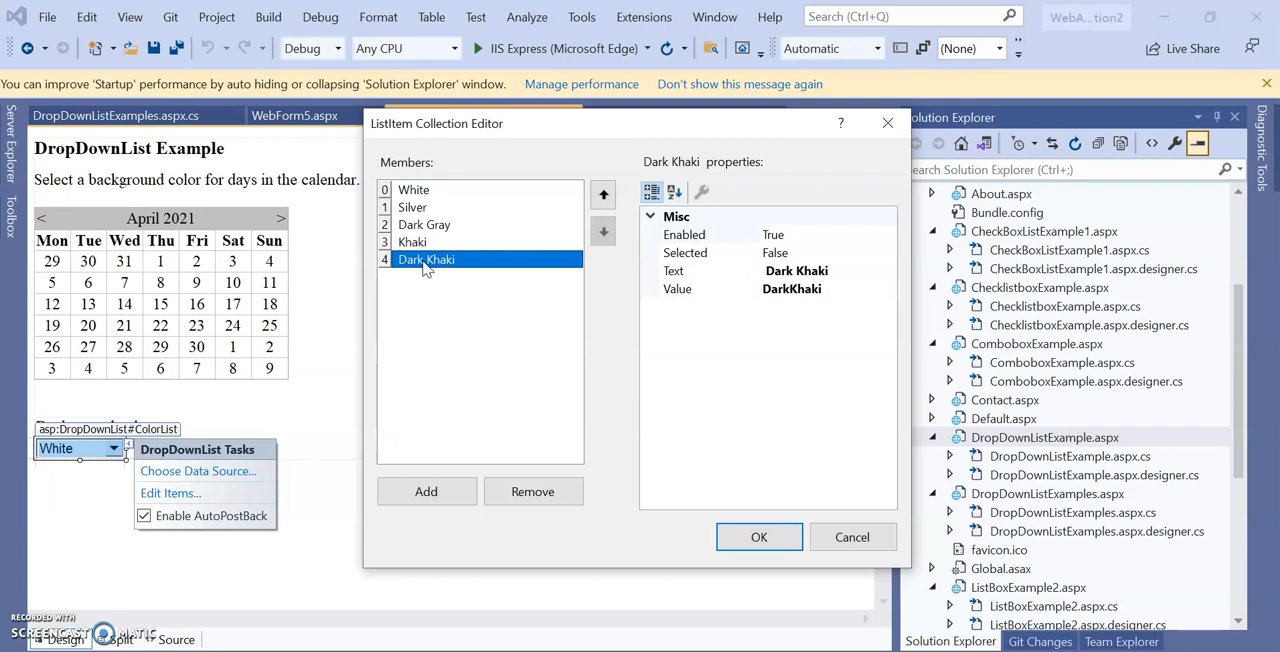 File Edit View Git Project Build Debug Format Table Test Analyze Tools Extensions Window Help Search (Ctrl+Q) WebA...tion2
Debug Any CPU IIS Express (Microsoft Edge) Automatic (None) Live Share
You can improve 'Startup' performance by auto hiding or collapsing 'Solution Explorer' window. Manage performance Don't show this message again
Server Explorer
Toolbox
DropDownListExamples.aspx.cs WebForm5.aspx
DropDownList Example
Select a background color for days in the calendar.
< April 2021 >
Mon Tue Wed Thu Fri Sat Sun
29 30 31 1 2 3 4
5 6 7 8 9 10 11
12 13 14 15 16 17 18
19 20 21 22 23 24 25
26 27 28 29 30 1 2
3 4 5 6 7 8 9
asp:DropDownList#ColorList
White
DropDownList Tasks
Choose Data Source...
Edit Items...
Enable AutoPostBack
ListItem Collection Editor ?
Members:
0 White
1 Silver
2 Dark Gray
3 Khaki
4 Dark Khaki
Add Remove
Dark Khaki properties:
Misc
Enabled True
Selected False
Text Dark Khaki
Value DarkKhaki
OK Cancel
olution Explorer
earch Solution Explorer (Ctrl+;)
About.aspx
Bundle.config
CheckBoxListExample1.aspx
CheckBoxListExample1.aspx.cs
CheckBoxListExample1.aspx.designer.cs
ChecklistboxExample.aspx
ChecklistboxExample.aspx.cs
ChecklistboxExample.aspx.designer.cs
ComboboxExample.aspx
ComboboxExample.aspx.cs
ComboboxExample.aspx.designer.cs
Contact.aspx
Default.aspx
DropDownListExample.aspx
DropDownListExample.aspx.cs
DropDownListExample.aspx.designer.cs
DropDownListExamples.aspx
DropDownListExamples.aspx.cs
DropDownListExamples.aspx.designer.cs
favicon.ico
Global.asax
ListBoxExample2.aspx
ListBoxExample2.aspx.cs
ListBoxExample2.aspx.designer.cs
Solution Explorer Git Changes Team Explorer
Diagnostic Tools
RECORDED WITH
SCREENCAST MATIC
Design Split Source